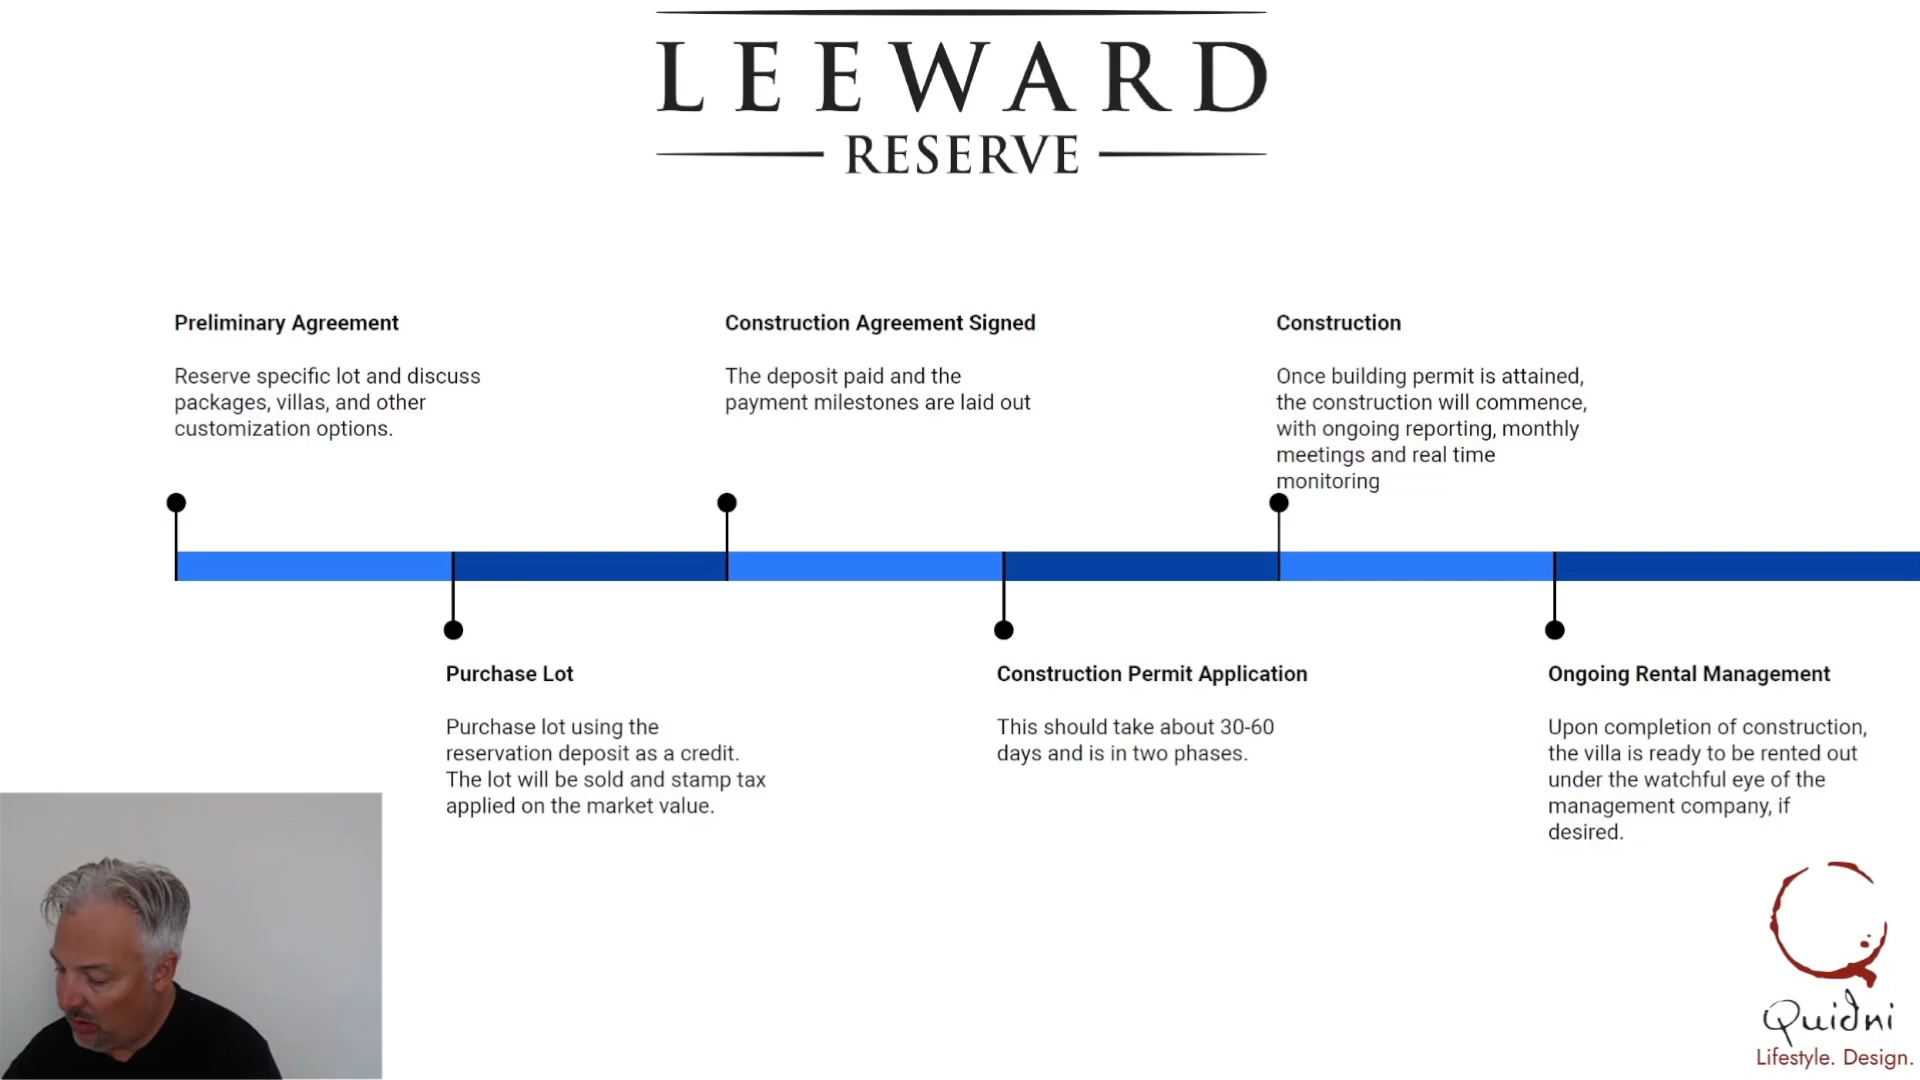 LEEWARD
RESERVE
Preliminary Agreement
Reserve specific lot and discuss
packages, villas, and other
customization options.
Construction Agreement Signed
The deposit paid and the
payment milestones are laid out
Construction
Once building permit is attained,
the construction will commence,
with ongoing reporting, monthly
meetings and real time
monitoring
Purchase Lot
Purchase lot using the
reservation deposit as a credit.
The lot will be sold and stamp tax
applied on the market value.
Construction Permit Application
This should take about 30-60
days and is in two phases.
Ongoing Rental Management
Upon completion of construction,
the villa is ready to be rented out
under the watchful eye of the
management company, if
desired.
Quidni
Lifestyle. Design.